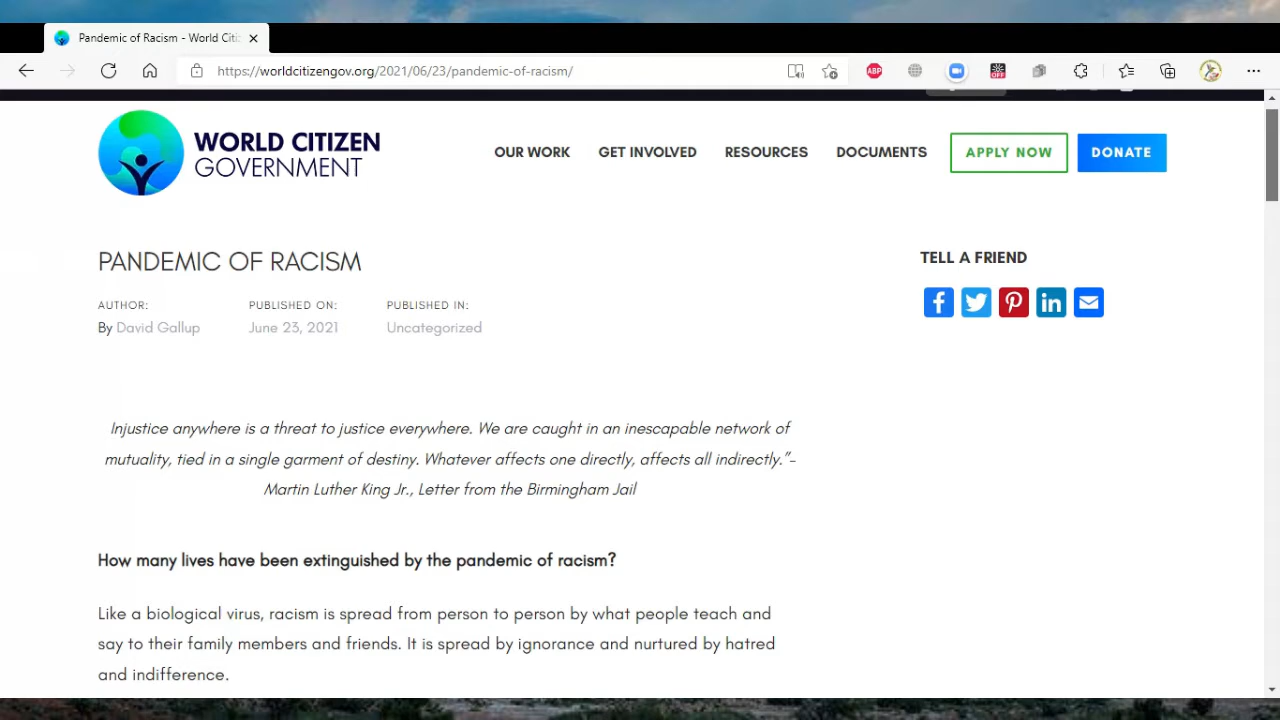 Pandemic of Racism - World Citi
https://worldcitizengov.org/2021/06/23/pandemic-of-racism/
ABP
OFF
WORLD CITIZEN
GOVERNMENT
OUR WORK
GET INVOLVED
RESOURCES
DOCUMENTS
APPLY NOW
DONATE
PANDEMIC OF RACISM
AUTHOR:
By David Gallup
PUBLISHED ON:
June 23, 2021
PUBLISHED IN:
Uncategorized
TELL A FRIEND
Injustice anywhere is a threat to justice everywhere. We are caught in an inescapable network of
mutuality, tied in a single garment of destiny. Whatever affects one directly, affects all indirectly.”–
Martin Luther King Jr., Letter from the Birmingham Jail
How many lives have been extinguished by the pandemic of racism?
Like a biological virus, racism is spread from person to person by what people teach and
say to their family members and friends. It is spread by ignorance and nurtured by hatred
and indifference.